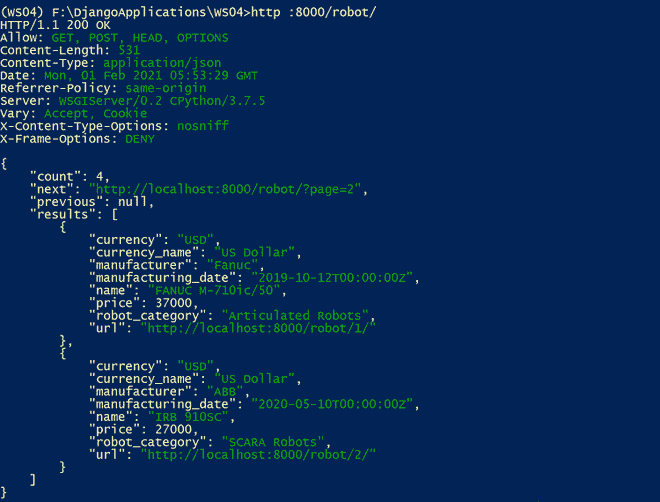 (WS04) F:\DjangoApplications\WS04>http :8000/robot/
HTTP/1.1 200 OK
Allow: GET, POST, HEAD, OPTIONS
Content-Length: 531
Content-Type: application/json
Date: Mon, 01 Feb 2021 05:53:29 GMT
Referrer-Policy: same-origin
Server: WSGIServer/0.2 CPython/3.7.5
Vary: Accept, Cookie
X-Content-Type-Options: nosniff
X-Frame-Options: DENY

{
    "count": 4,
    "next": "http://localhost:8000/robot/?page=2",
    "previous": null,
    "results": [
        {
            "currency": "USD",
            "currency_name": "US Dollar",
            "manufacturer": "Fanuc",
            "manufacturing_date": "2019-10-12T00:00:00Z",
            "name": "FANUC M-710ic/50",
            "price": 37000,
            "robot_category": "Articulated Robots",
            "url": "http://localhost:8000/robot/1/"
        },
        {
            "currency": "USD",
            "currency_name": "US Dollar",
            "manufacturer": "ABB",
            "manufacturing_date": "2020-05-10T00:00:00Z",
            "name": "IRB 910SC",
            "price": 27000,
            "robot_category": "SCARA Robots",
            "url": "http://localhost:8000/robot/2/"
        }
    ]
}